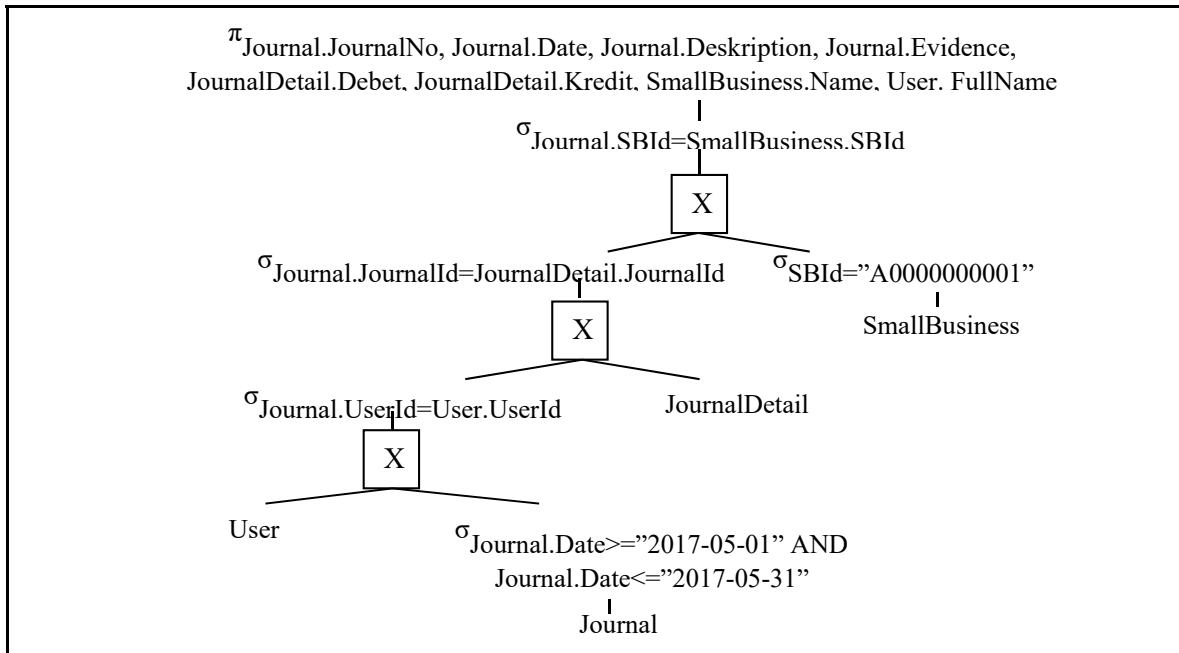 πJournal.JournalNo, Journal.Date, Journal.Deskription, Journal.Evidence,
JournalDetail.Debet, JournalDetail.Kredit, SmallBusiness.Name, User. FullName
σJournal.SBId=SmallBusiness.SBId
X
σJournal.JournalId=JournalDetail.JournalId
σSBId=”A0000000001”
SmallBusiness
X
σJournal.UserId=User.UserId
JournalDetail
X
User
σJournal.Date>=”2017-05-01” AND
Journal.Date<=”2017-05-31”
Journal